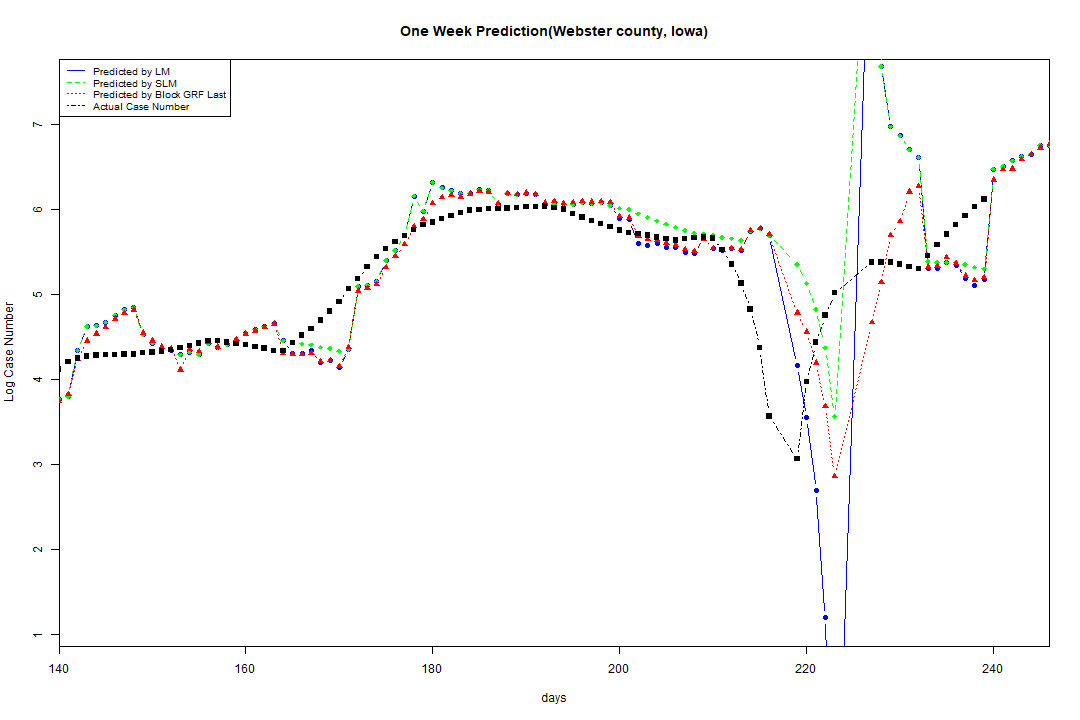 One Week Prediction(Webster county, Iowa)
Predicted by LM
Predicted by SLM
Predicted by Block GRF Last
Actual Case Number
Log Case Number
7
6
5
4
3
2
1
140 160 180 200 220 240
days